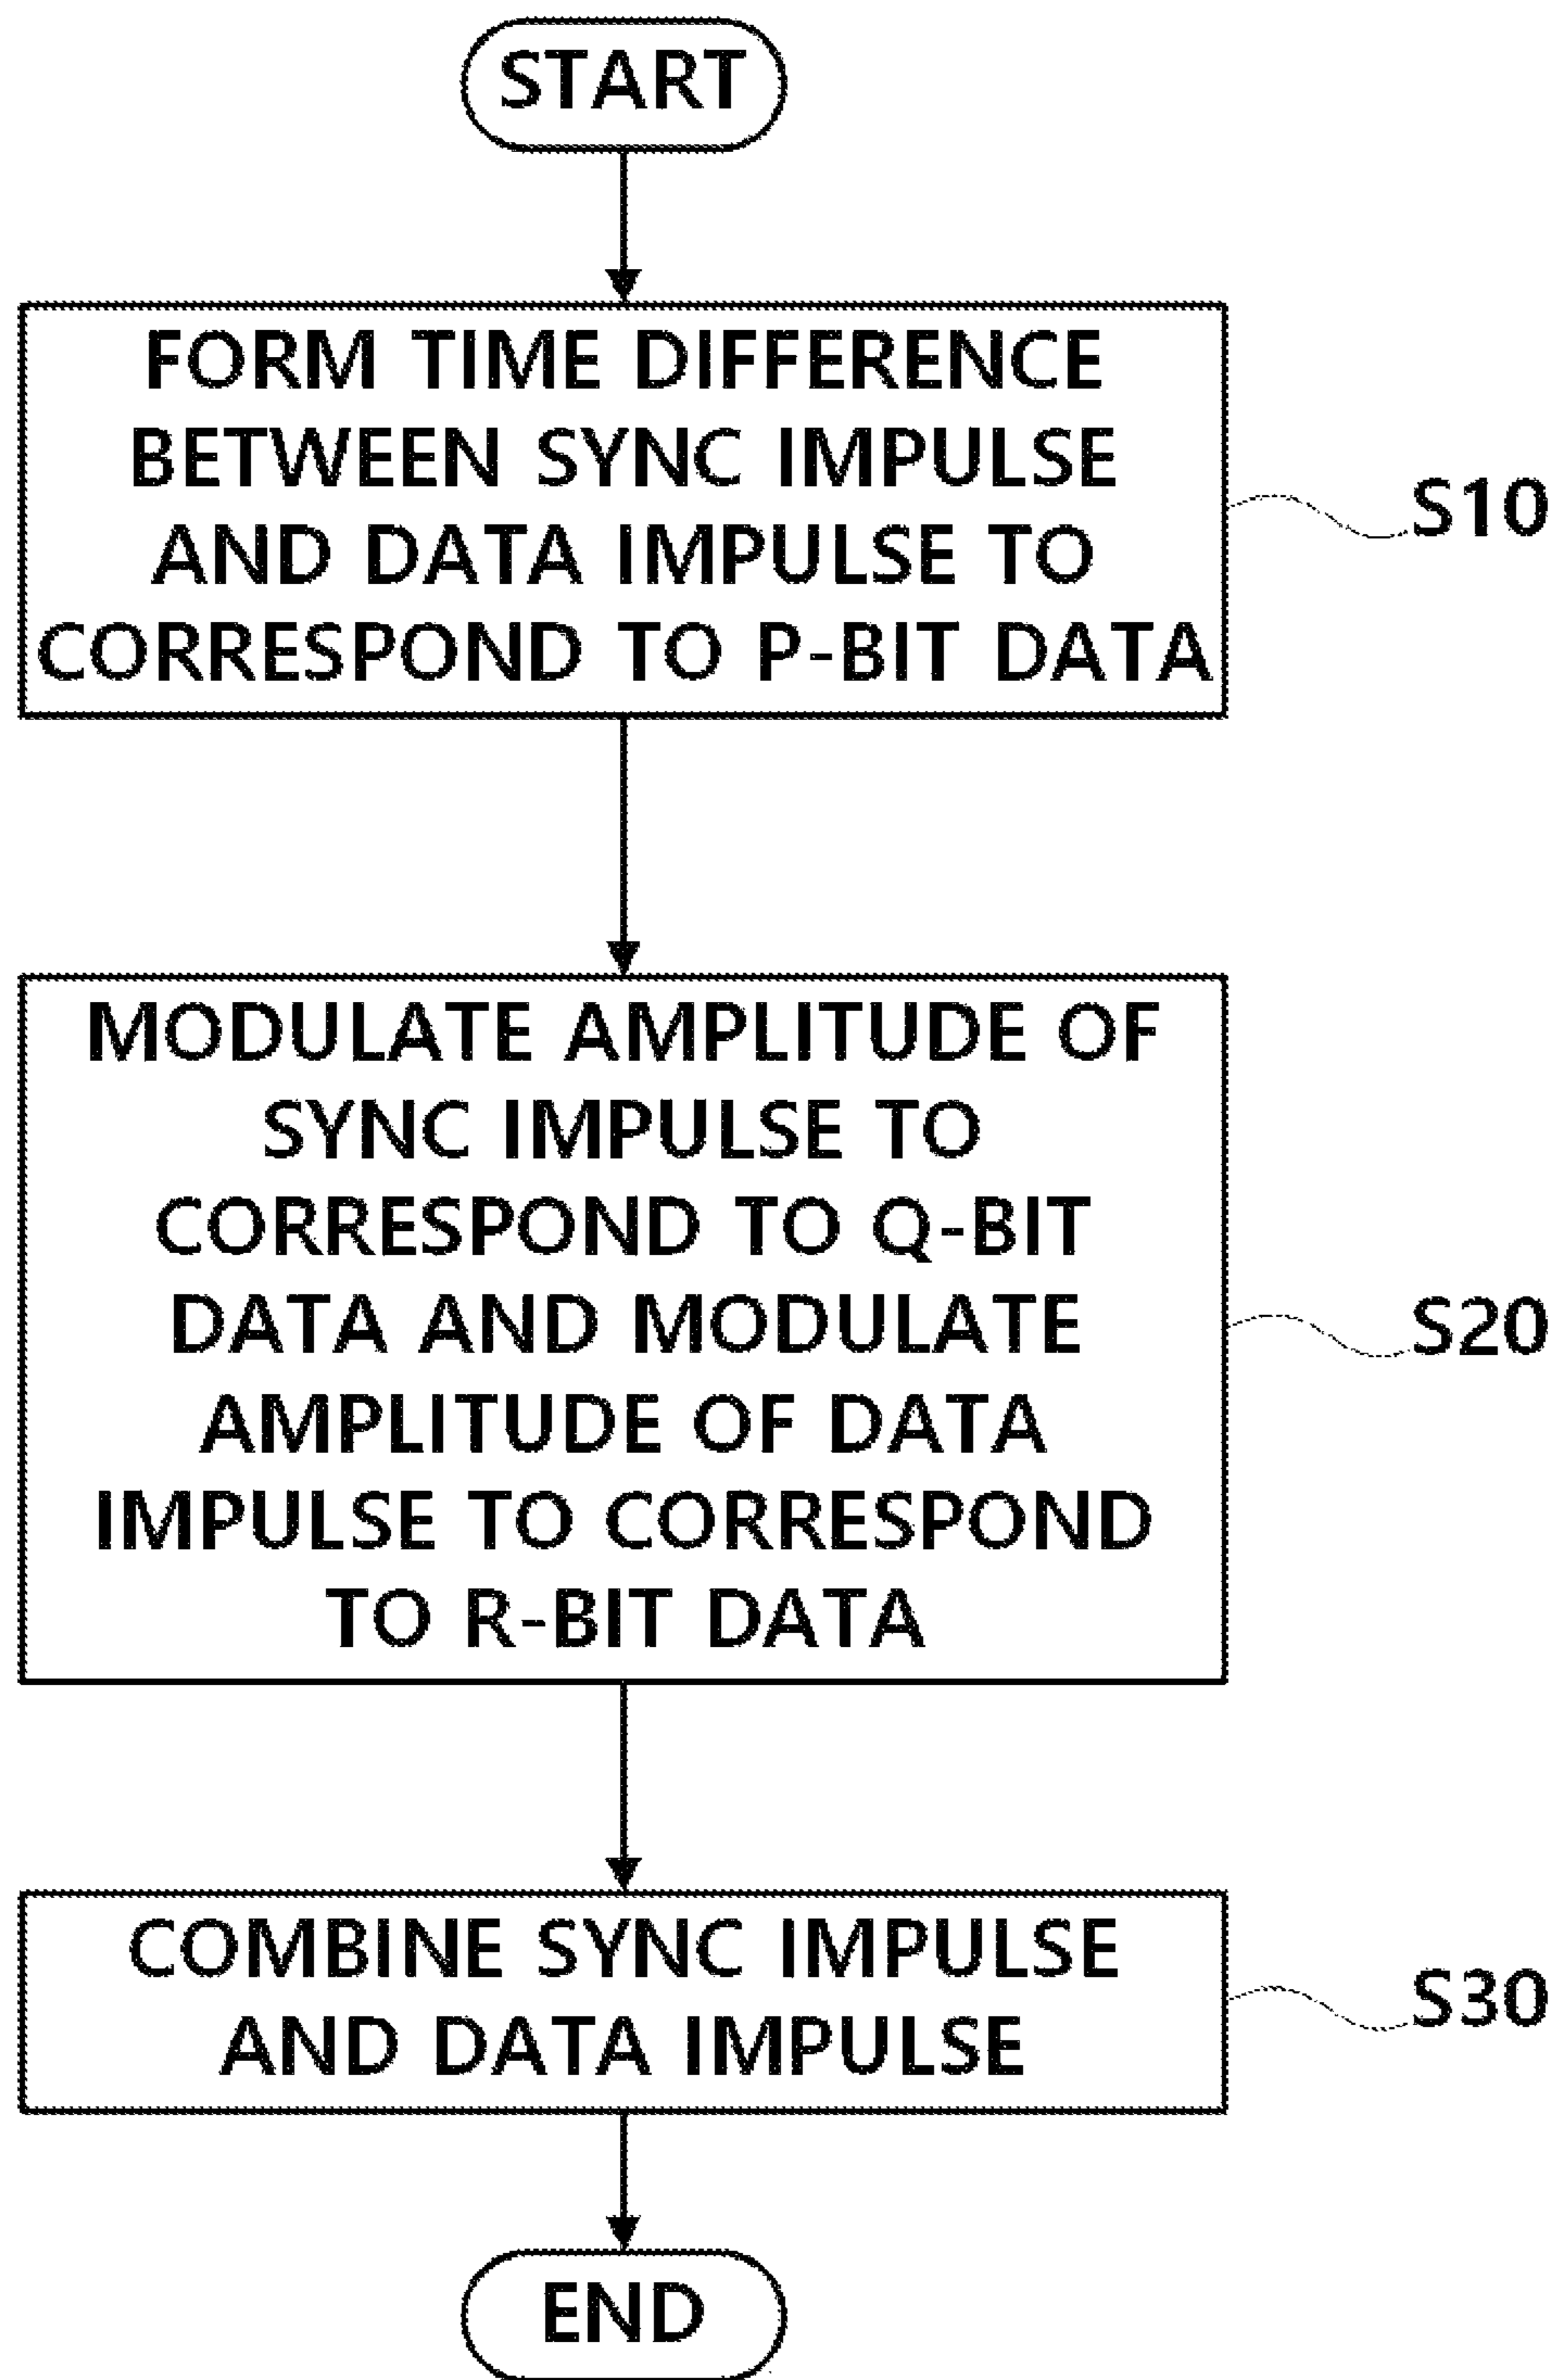 START
FORM TIME DIFFERENCE
BETWEEN SYNC IMPULSE
AND DATA IMPULSE TO
CORRESPOND TO P-BIT DATA
S10
MODULATE AMPLITUDE OF
SYNC IMPULSE TO
CORRESPOND TO Q-BIT
DATA AND MODULATE
AMPLITUDE OF DATA
IMPULSE TO CORRESPOND
TO R-BIT DATA
S20
COMBINE SYNC IMPULSE
AND DATA IMPULSE
S30
END